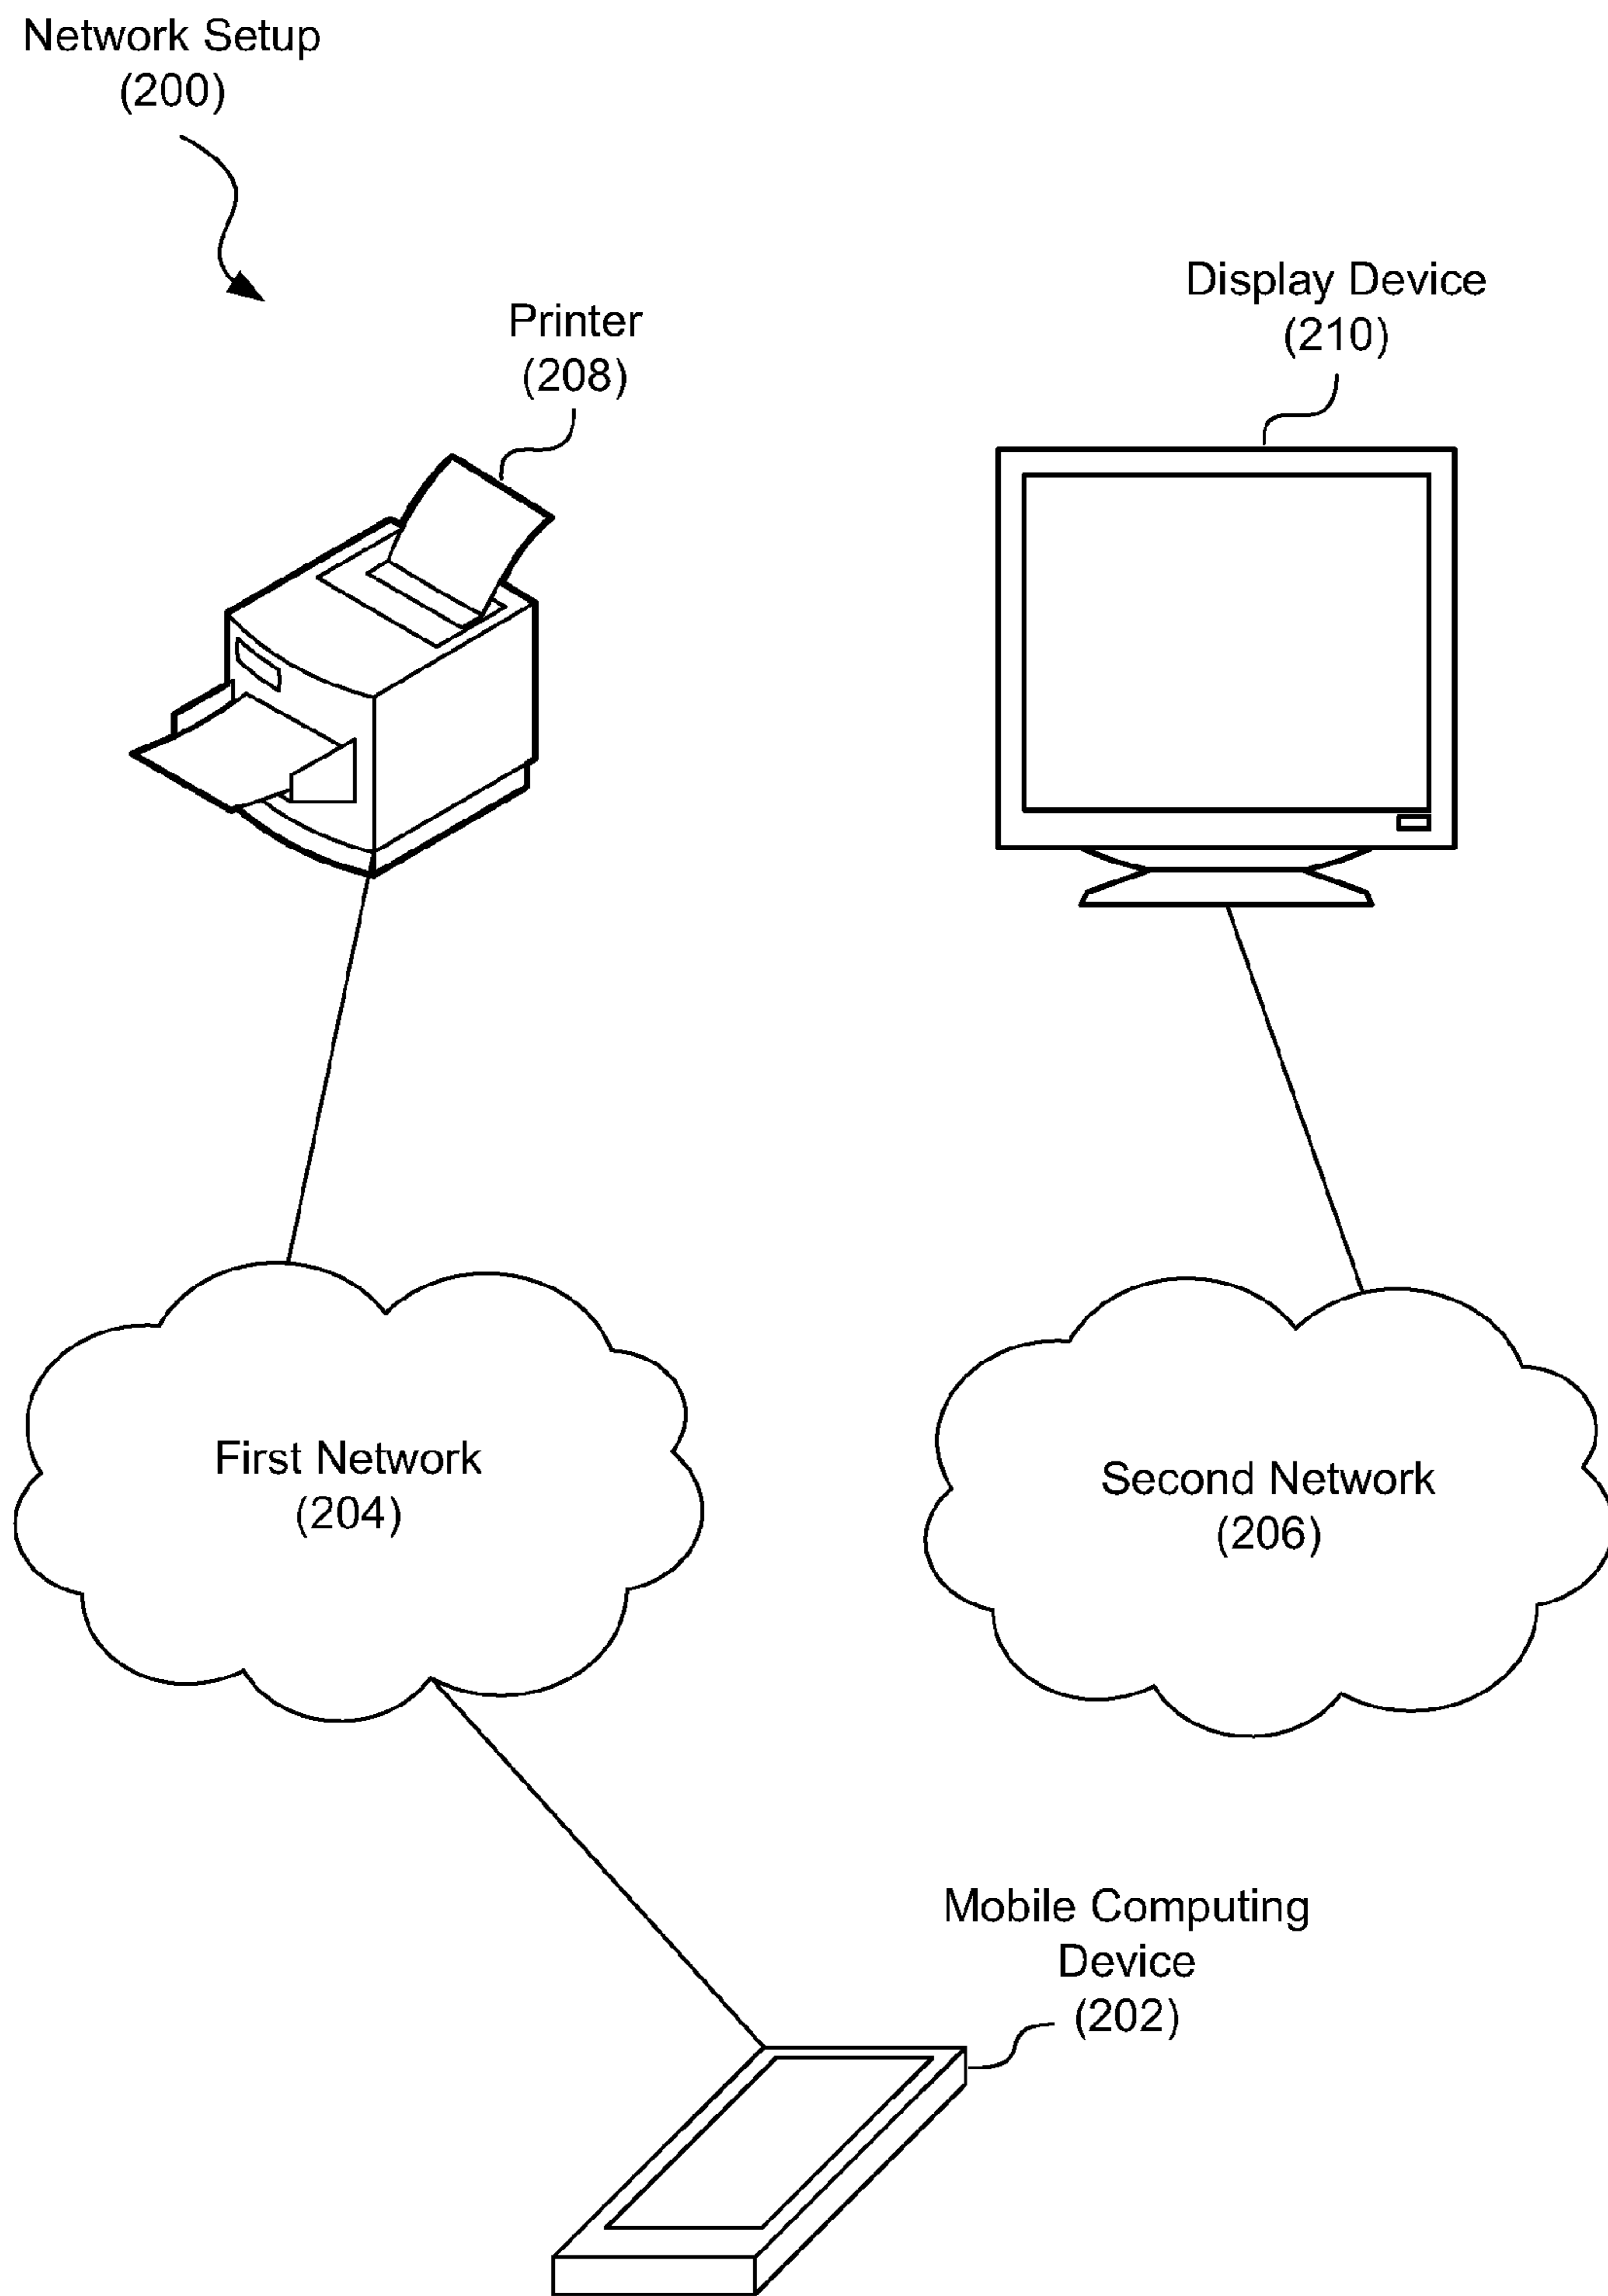 Network Setup
(200)
Printer
(208)
Display Device
(210)
First Network
(204)
Second Network
(206)
Mobile Computing
Device
(202)